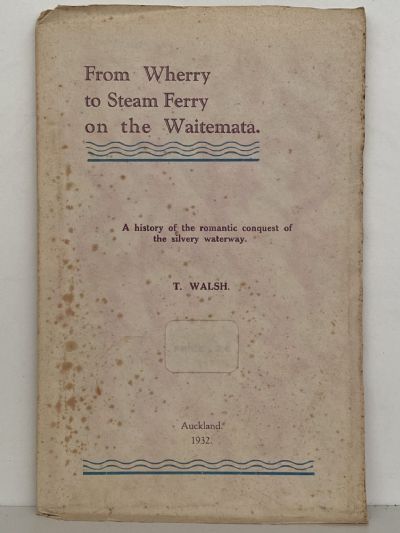 From Wherry
to Steam Ferry
on the Waitemata.
A history of the romantic conquest of
the silvery waterway.
T. WALSH.
Auckland.
1932.